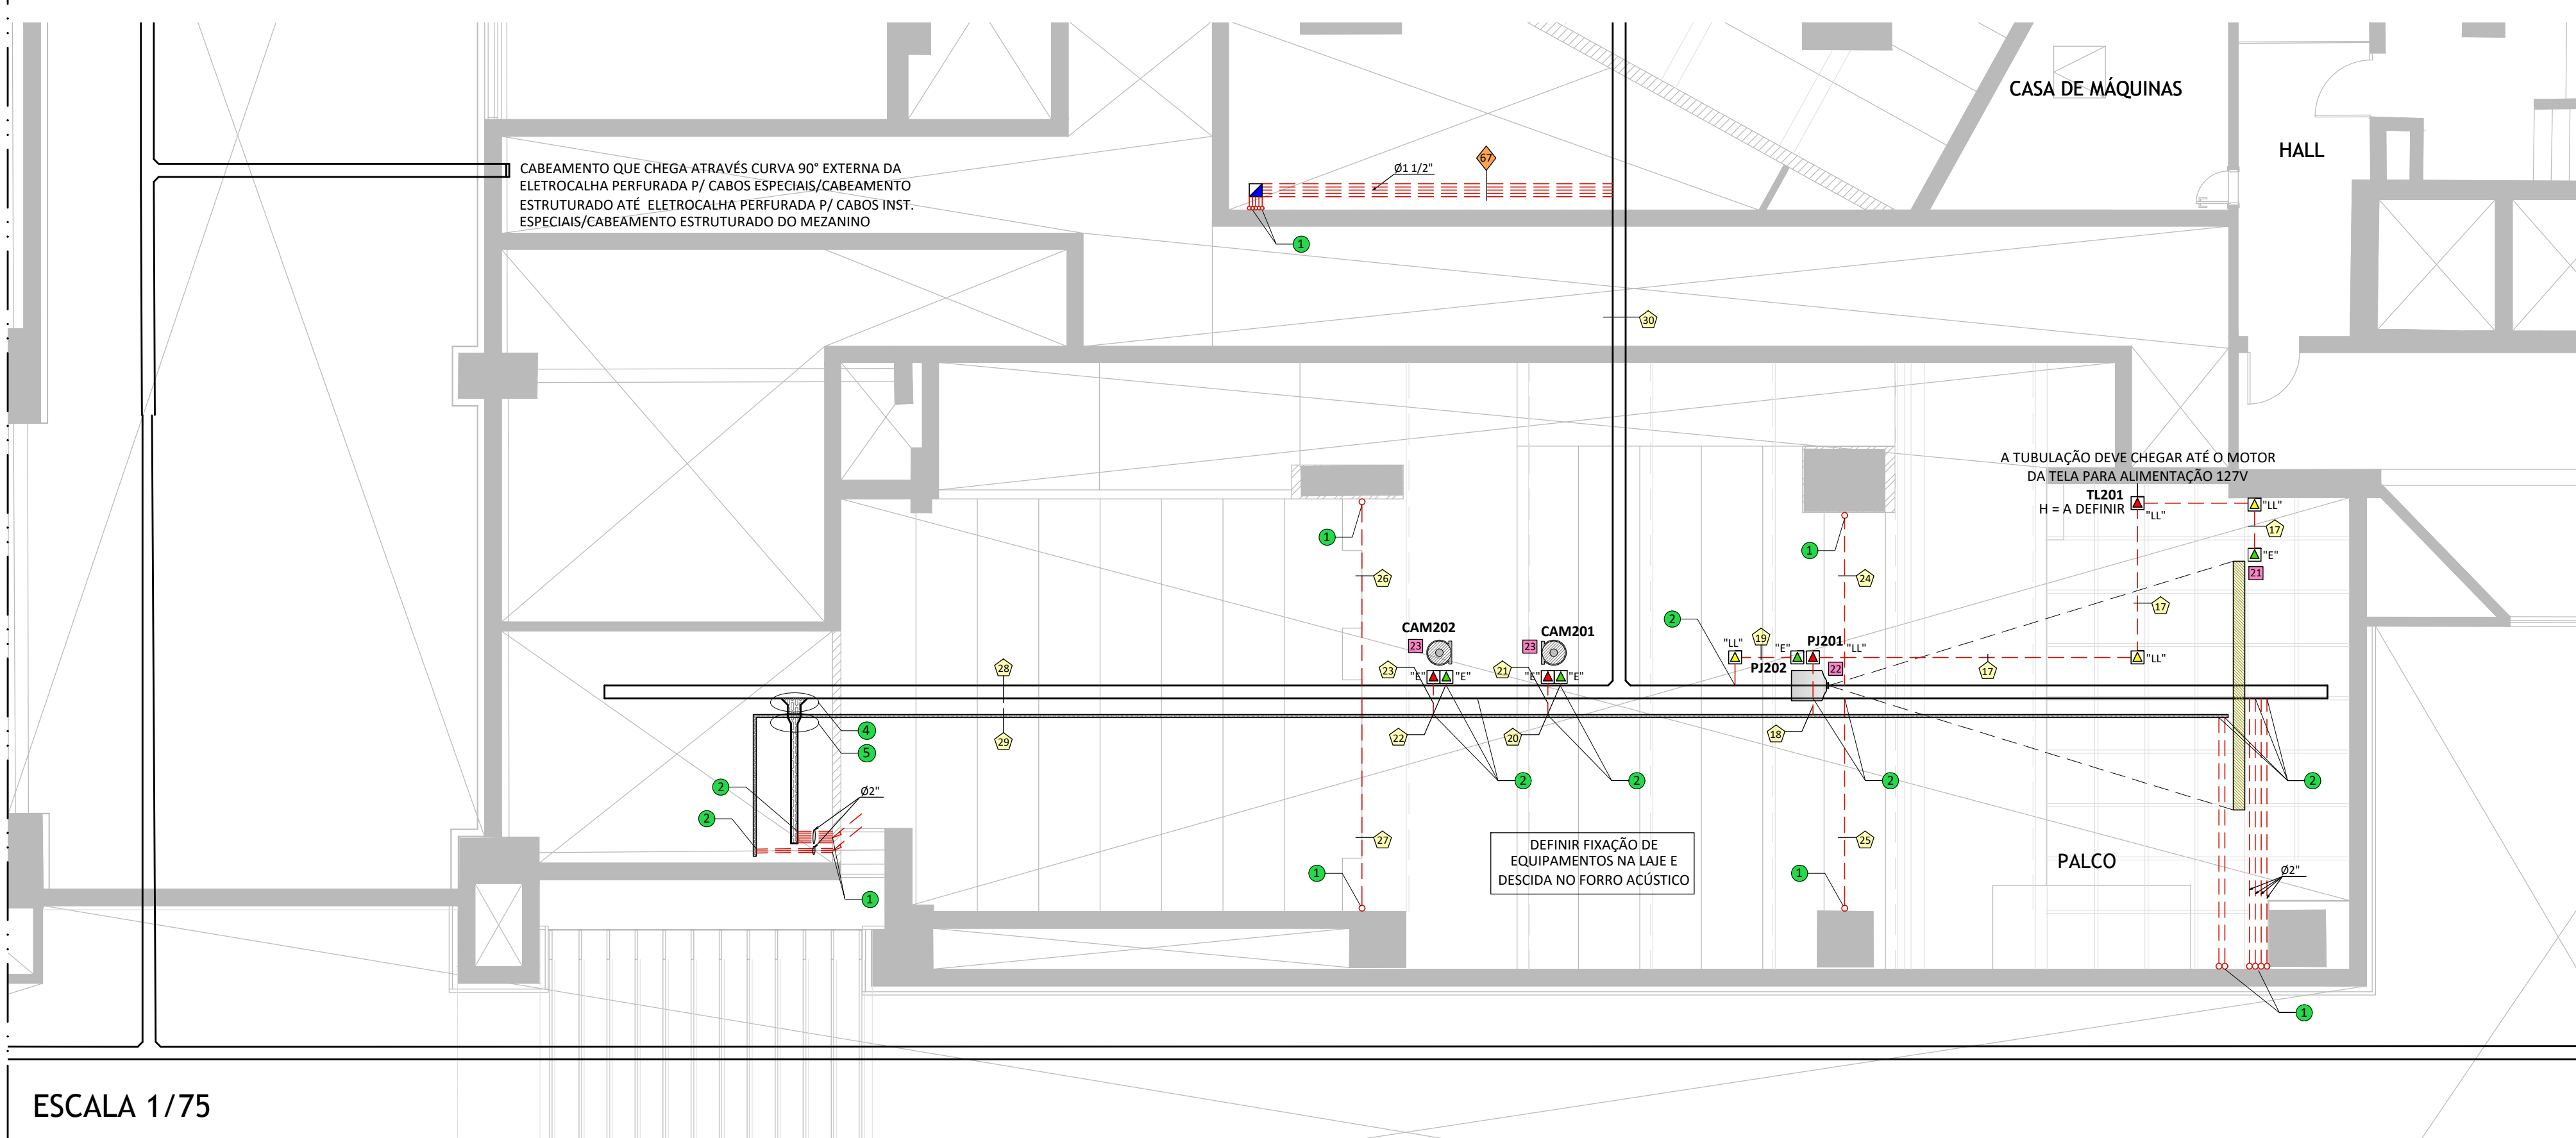 CASA DE MÁQUINAS
HALL
CABEAMENTO QUE CHEGA ATRAVÉS CURVA 90° EXTERNA DA
ELETROCALHA PERFURADA P/ CABOS ESPECIAIS/CABEAMENTO
ESTRUTURADO ATÉ  ELETROCALHA PERFURADA P/ CABOS INST.
ESPECIAIS/CABEAMENTO ESTRUTURADO DO MEZANINO
Ø1 1/2"
67
1
30
A TUBULAÇÃO DEVE CHEGAR ATÉ O MOTOR
DA TELA PARA ALIMENTAÇÃO 127V
TL201
H = A DEFINIR
"LL"
"LL"
17
"E"
21
1
1
26
24
17
2
CAM202
CAM201
23
23
"LL"
19
"E"
PJ201
"LL"
PJ202
22
"LL"
17
28
23
"E"
"E"
21
"E"
"E"
29
22
20
18
4
5
2
2
2
2
2
Ø2"
2
27
25
DEFINIR FIXAÇÃO DE
EQUIPAMENTOS NA LAJE E
DESCIDA NO FORRO ACÚSTICO
PALCO
Ø2"
1
1
1
1
ESCALA 1/75